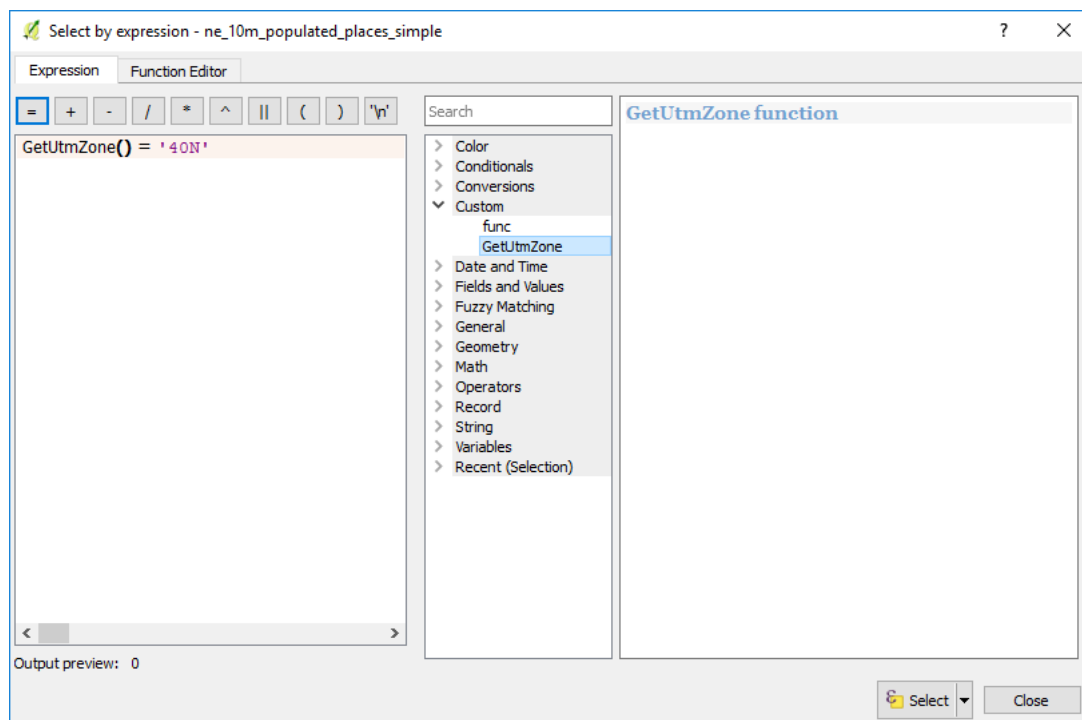 Select by expression - ne_10m_populated_places_simple
?
Expression
Function Editor
= + - / * ^ || ( ) '\n'
Search
GetUtmZone function
GetUtmZone() = '40N'
Color
Conditionals
Conversions
Custom
func
GetUtmZone
Date and Time
Fields and Values
Fuzzy Matching
General
Geometry
Math
Operators
Record
String
Variables
Recent (Selection)
Output preview: 0
Select
Close